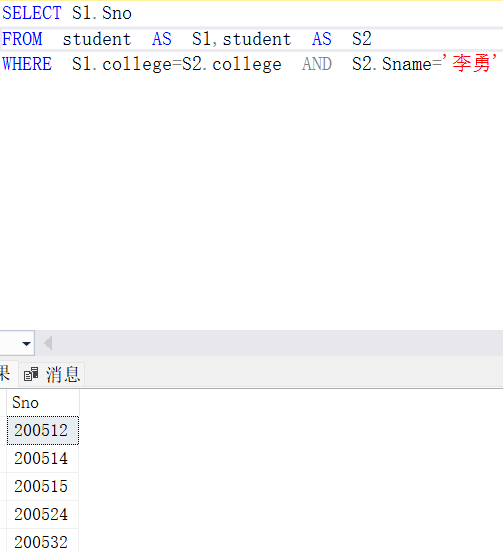 SELECT S1.Sno
FROM student AS S1,student AS S2
WHERE S1.college=S2.college AND S2.Sname='李勇'
果 消息
Sno
200512
200514
200515
200524
200532